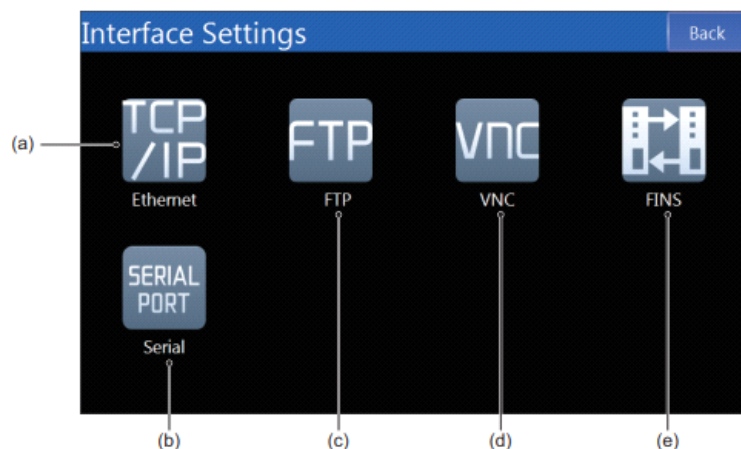 Interface Settings
Back
TCP
/IP
FTP
VNC
(a)
Ethernet
FTP
VNC
FINS
SERIAL
PORT
Serial
(b)
(c)
(d)
(e)